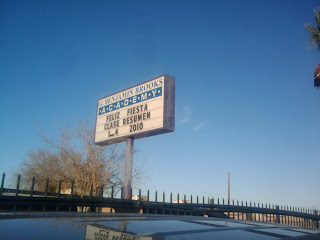 G. BENJAMIN BROOKS
ACADEMY
FELIZ FIESTA
CLASE RESUMEN
4 2010